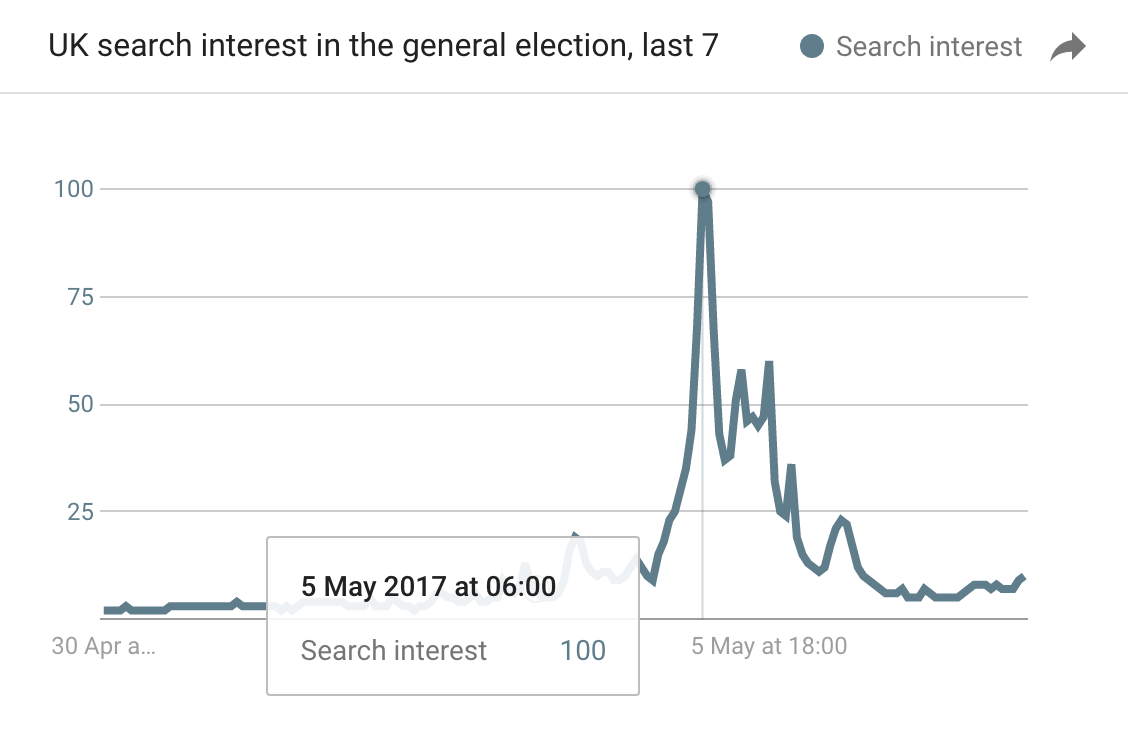 UK search interest in the general election, last 7
Search interest
100
75
50
25
5 May 2017 at 06:00
Search interest 100
30 Apr a...
5 May at 18:00